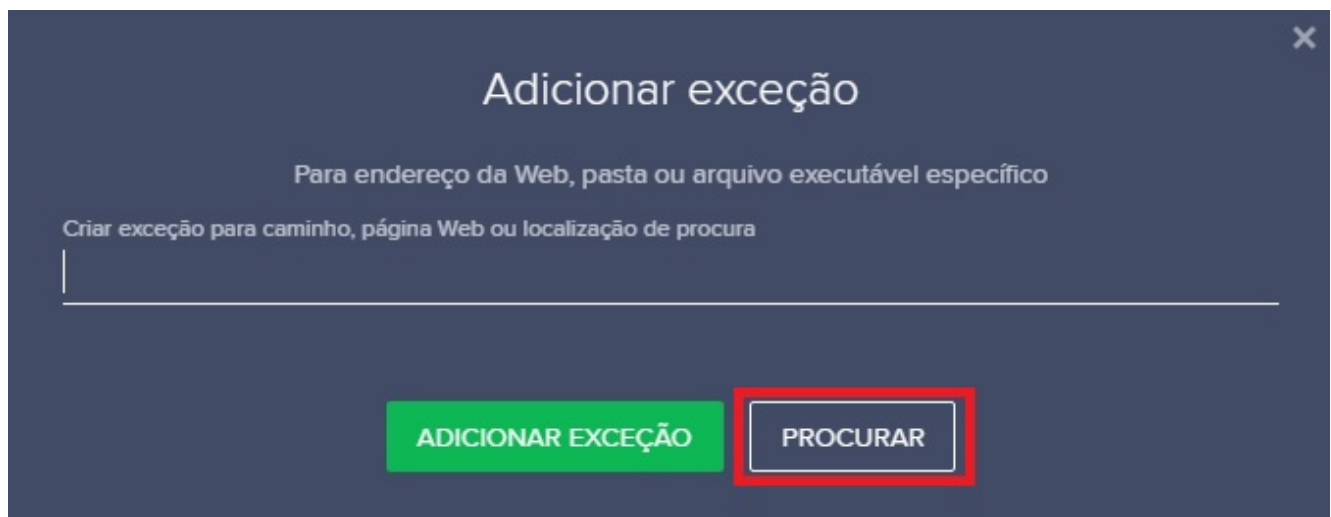 Adicionar exceção
Para endereço da Web, pasta ou arquivo executável específico
Criar exceção para caminho, página Web ou localização de procura
ADICIONAR EXCEÇÃO
PROCURAR